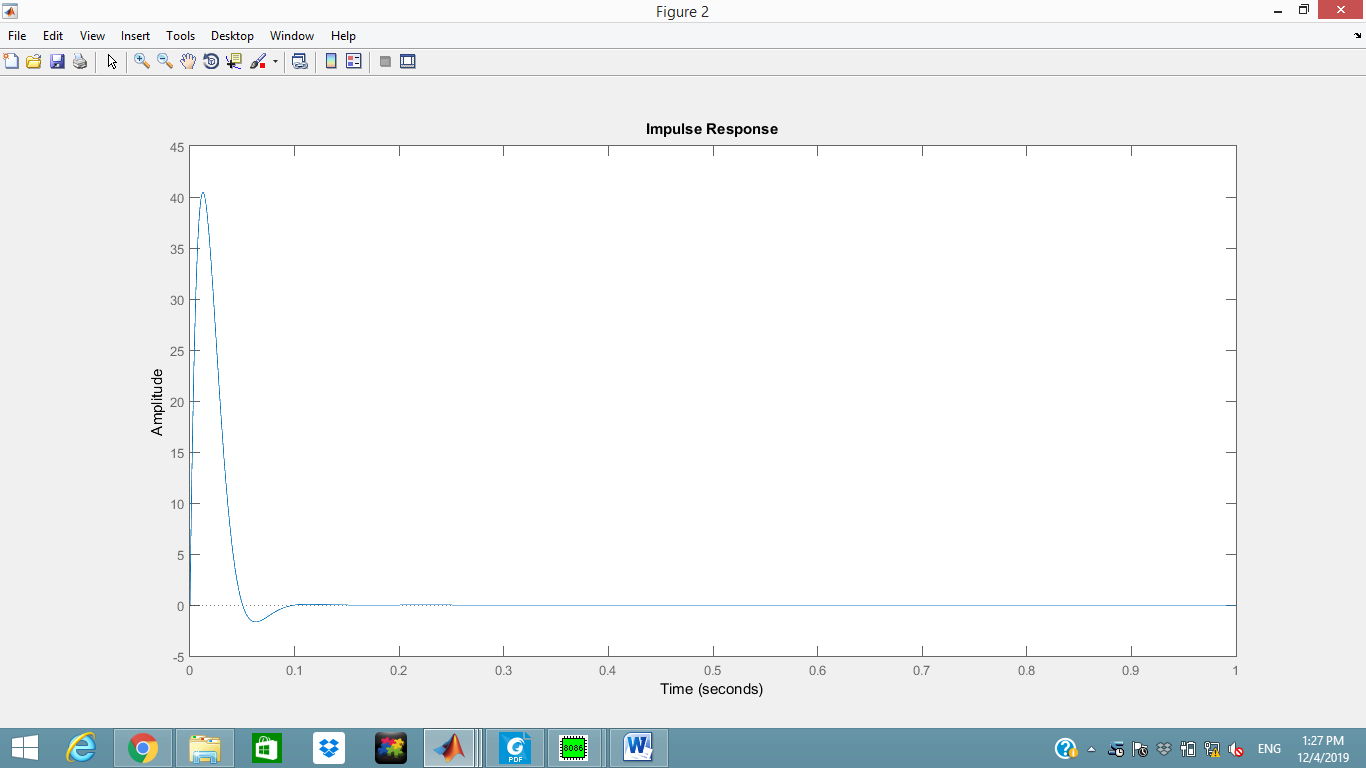 Figure 2
File Edit View Insert Tools Desktop Window Help
Impulse Response
45
40
35
30
25
20
15
10
5
0
-5
Amplitude
0 0.1 0.2 0.3 0.4 0.5 0.6 0.7 0.8 0.9 1
Time (seconds)
PDF
8086
ENG
1:27 PM
12/4/2019